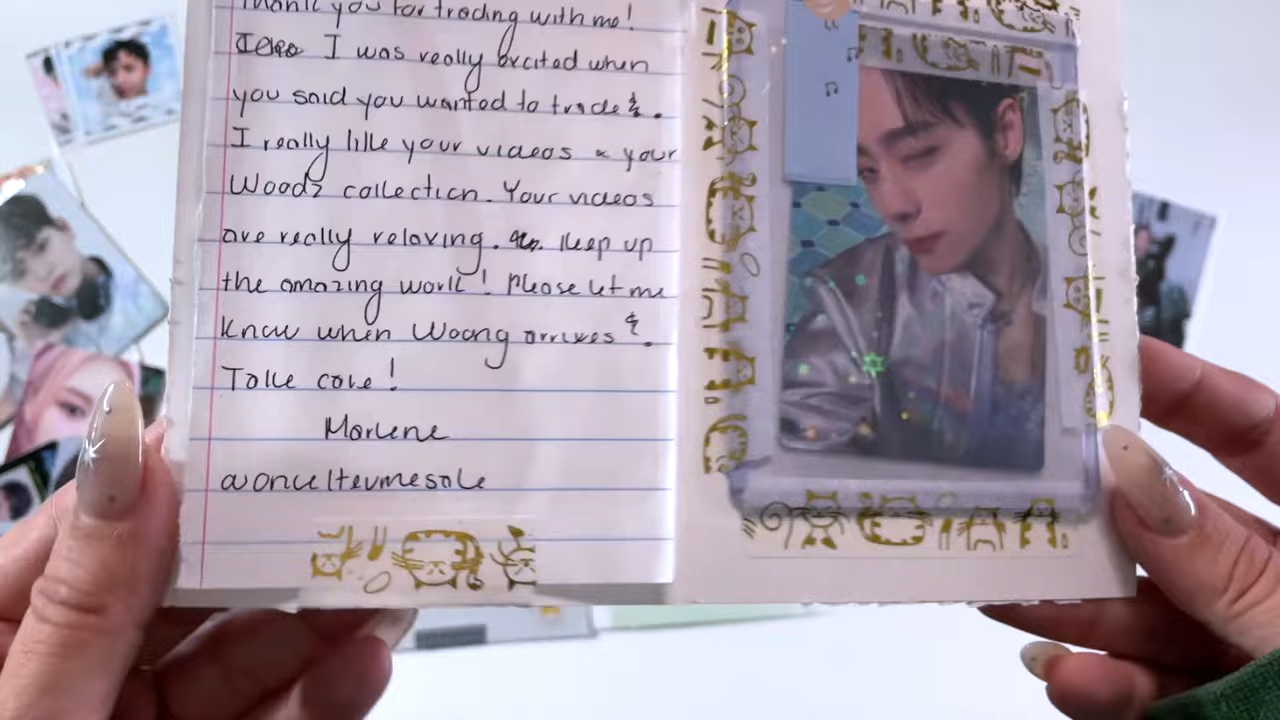 Thank you for trading with me!
I was really excited when
you said you wanted to trade &.
I really like your videos & your
Woodz collection. Your videos
are really relaxing. Keep up
the amazing work! Please let me
know when Woong arrives &.
Take care!
Marlene